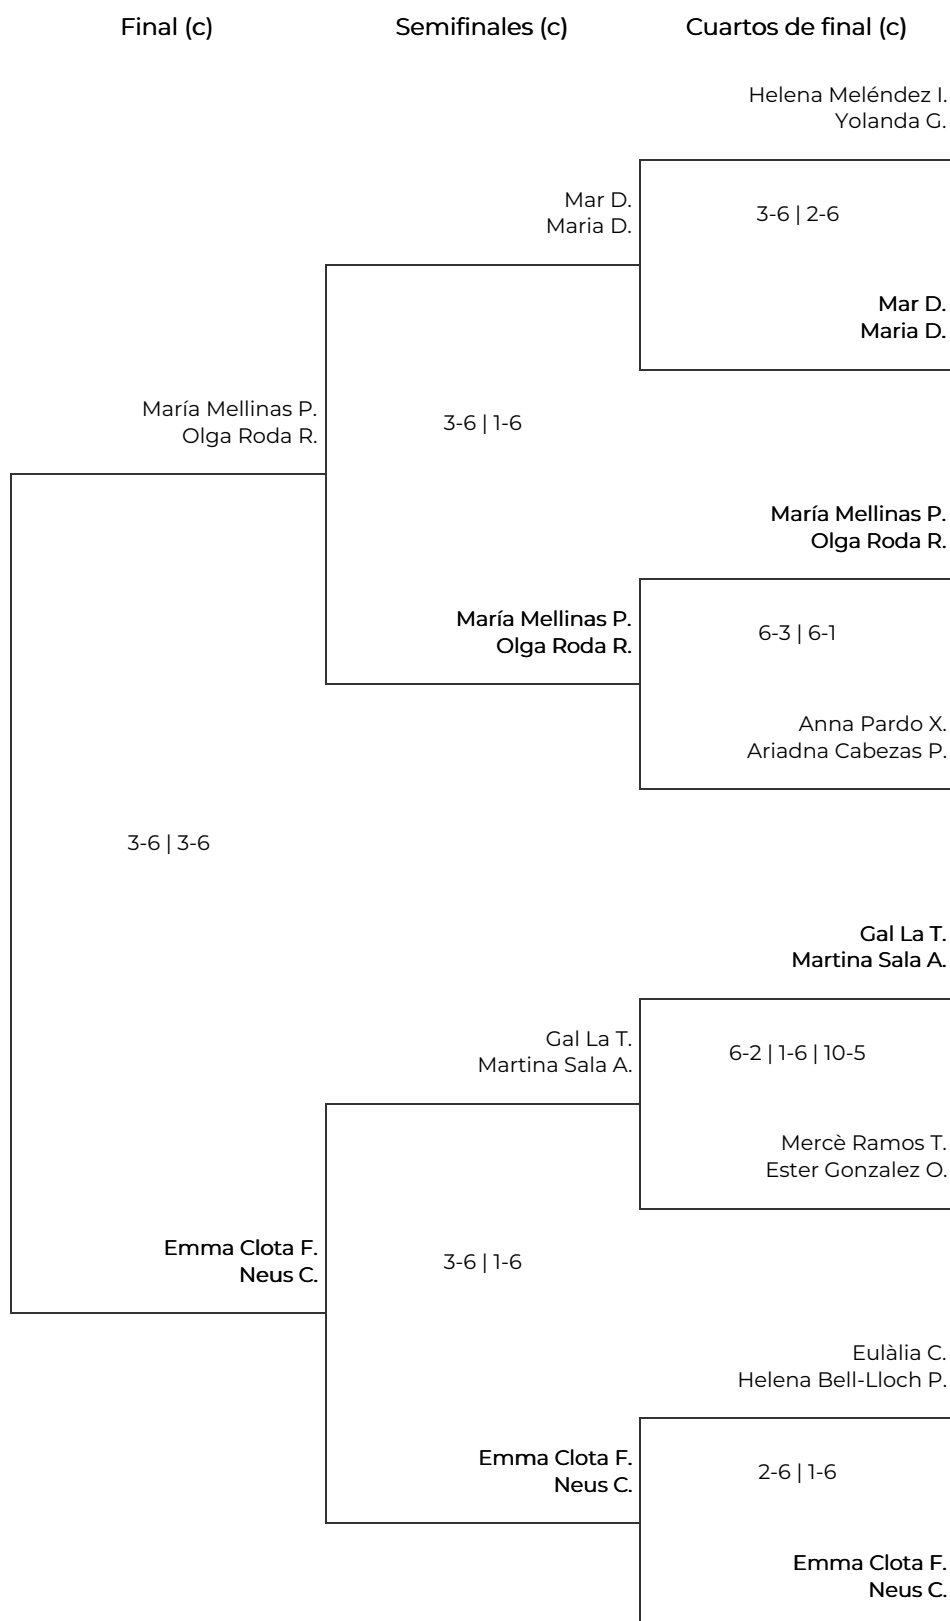 Final (c)
Semifinales (c)
Cuartos de final (c)
Helena Meléndez I.
Yolanda G.
Mar D.
Maria D.
3-6 | 2-6
Mar D.
Maria D.
María Mellinas P.
Olga Roda R.
3-6 | 1-6
María Mellinas P.
Olga Roda R.
María Mellinas P.
Olga Roda R.
6-3 | 6-1
Anna Pardo X.
Ariadna Cabezas P.
3-6 | 3-6
Gal La T.
Martina Sala A.
Gal La T.
Martina Sala A.
6-2 | 1-6 | 10-5
Mercè Ramos T.
Ester Gonzalez O.
Emma Clota F.
Neus C.
3-6 | 1-6
Eulàlia C.
Helena Bell-Lloch P.
Emma Clota F.
Neus C.
2-6 | 1-6
Emma Clota F.
Neus C.